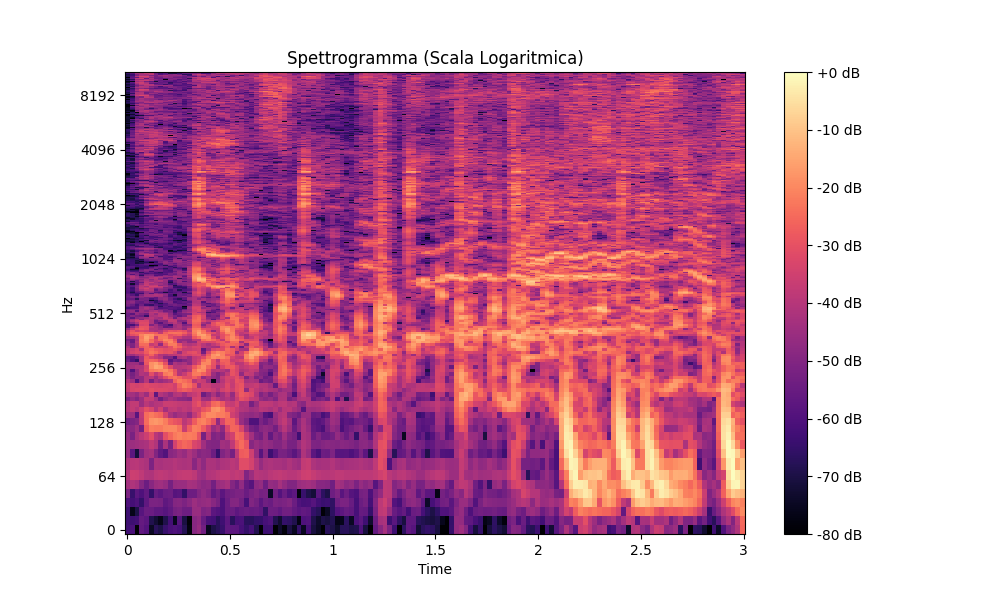 Spettrogramma (Scala Logaritmica)
Hz
8192
4096
2048
1024
512
256
128
64
0
0
0.5
1
1.5
2
2.5
3
Time
+0 dB
-10 dB
-20 dB
-30 dB
-40 dB
-50 dB
-60 dB
-70 dB
-80 dB